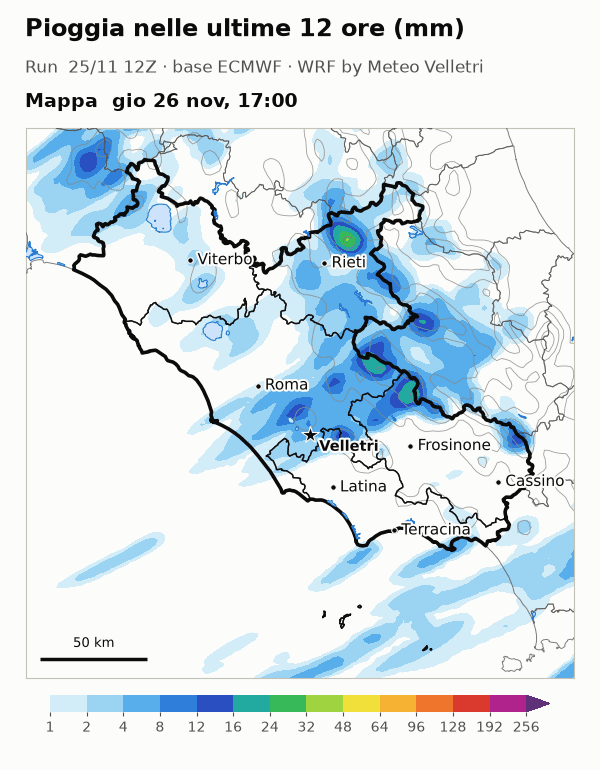 Pioggia nelle ultime 12 ore (mm)
Run  25/11 12Z · base ECMWF · WRF by Meteo Velletri
Mappa  gio 26 nov, 17:00
Viterbo
Rieti
Roma
Velletri
Frosinone
Latina
Cassino
Terracina
50 km
1 2 4 8 12 16 24 32 48 64 96 128 192 256